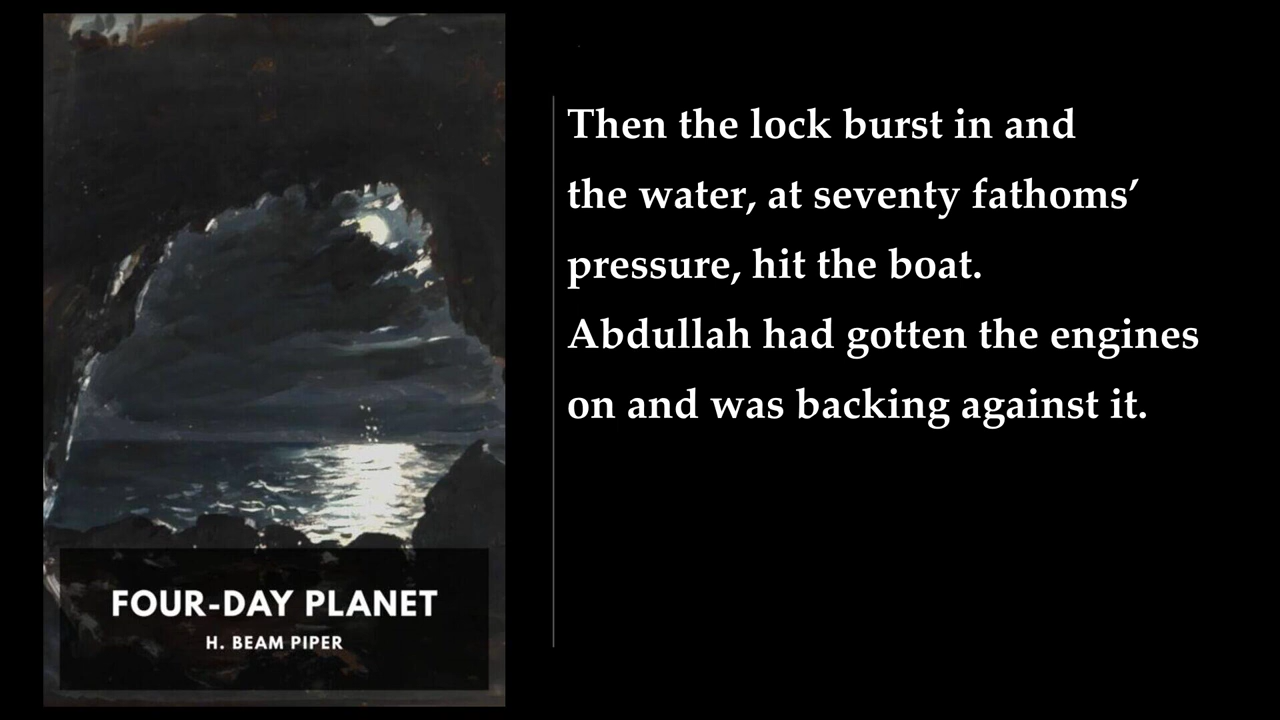 Then the lock burst in and
the water, at seventy fathoms’
pressure, hit the boat.
Abdullah had gotten the engines
on and was backing against it.
FOUR-DAY PLANET
H. BEAM PIPER